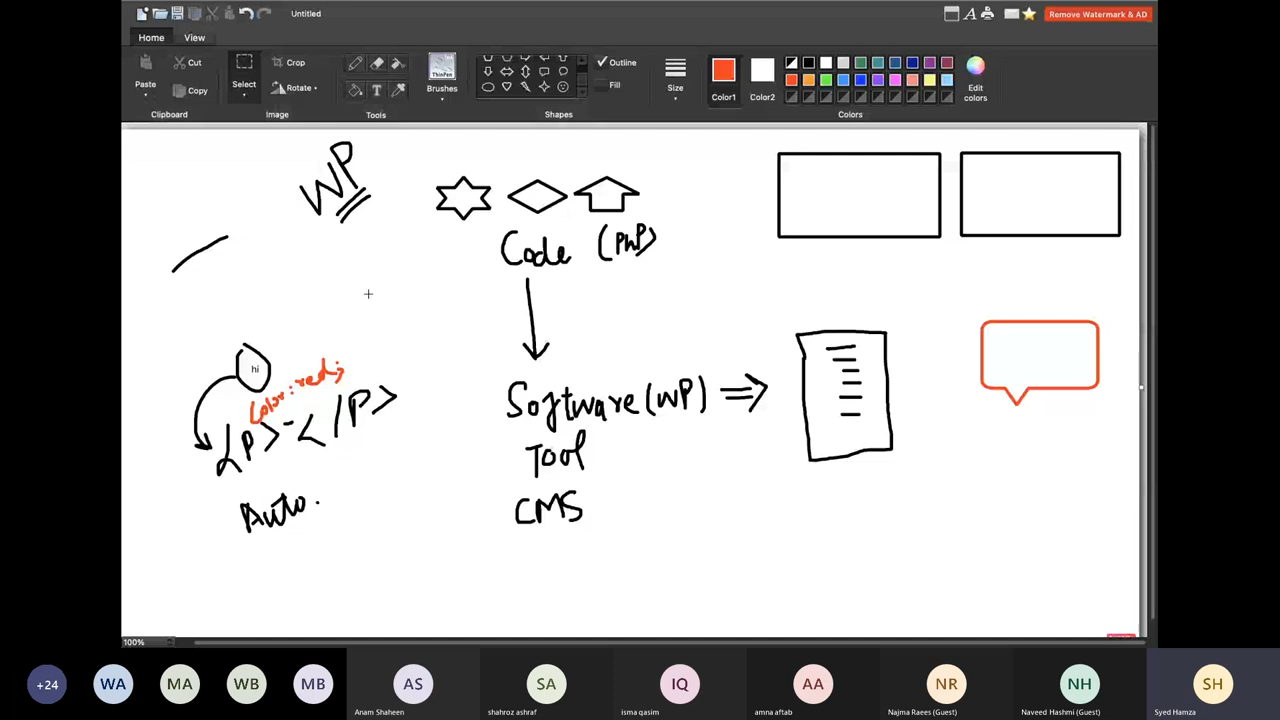 Untitled
Remove Watermark & AD
Home View
Paste
Cut
Copy
Clipboard
Select
Crop
Rotate
Image
Tools
ThinPen
Brushes
Shapes
Outline
Fill
Size
Color1
Color2
Edit colors
Colors
WP
Code (PhP)
hi
Color:red;
<P>-</P>
Auto.
Software (WP)
Tool
CMS
100%
+24
WA
MA
WB
MB
AS
Anam Shaheen
SA
shahroz ashraf
IQ
isma qasim
AA
amna aftab
NR
Najma Raees (Guest)
NH
Naveed Hashmi (Guest)
SH
Syed Hamza